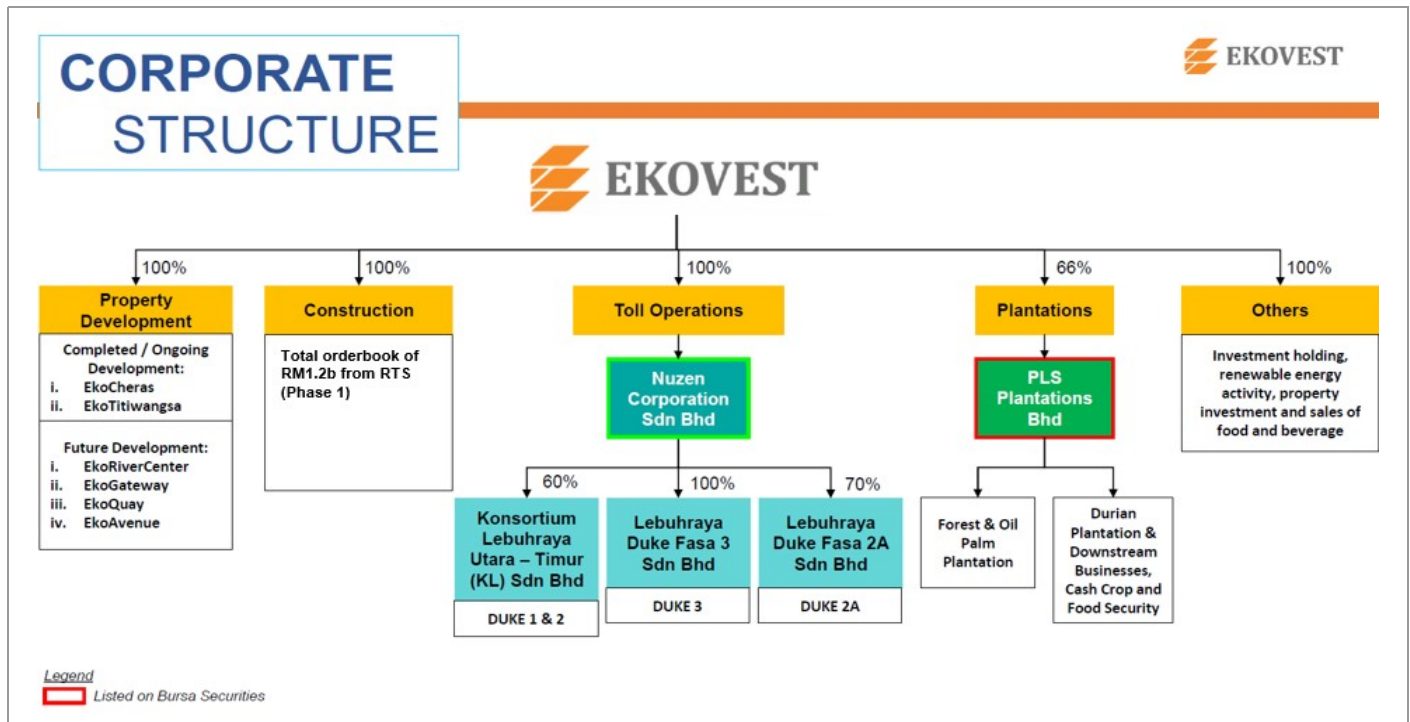 CORPORATE
STRUCTURE
EKOVEST
EKOVEST
100%
100%
100%
66%
100%
Property
Development
Completed / Ongoing
Development:
i. EkoCheras
ii. EkoTitiwangsa
Future Development:
i. EkoRiverCenter
ii. EkoGateway
iii. EkoQuay
iv. EkoAvenue
Construction
Total orderbook of
RM1.2b from RTS
(Phase 1)
Toll Operations
Nuzen
Corporation
Sdn Bhd
60%
100%
70%
Konsortium
Lebuhraya
Utara – Timur
(KL) Sdn Bhd
DUKE 1 & 2
Lebuhraya
Duke Fasa 3
Sdn Bhd
DUKE 3
Lebuhraya
Duke Fasa 2A
Sdn Bhd
DUKE 2A
Plantations
PLS
Plantations
Bhd
Forest & Oil
Palm
Plantation
Durian
Plantation &
Downstream
Businesses,
Cash Crop and
Food Security
Others
Investment holding,
renewable energy
activity, property
investment and sales of
food and beverage
Legend
Listed on Bursa Securities